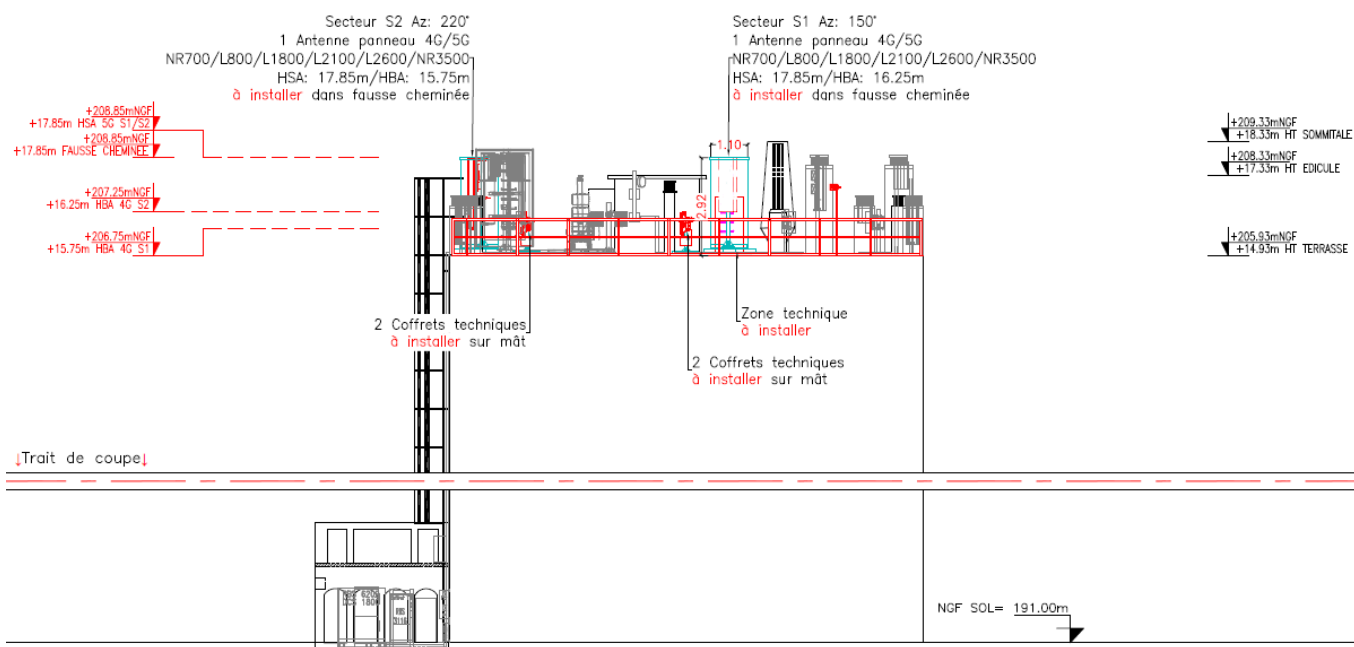 Secteur S2 Az: 220°
1 Antenne panneau 4G/5G
NR700/L800/L1800/L2100/L2600/NR3500
HSA: 17.85m/HBA: 15.75m
à installer dans fausse cheminée
Secteur S1 Az: 150°
1 Antenne panneau 4G/5G
NR700/L800/L1800/L2100/L2600/NR3500
HSA: 17.85m/HBA: 16.25m
à installer dans fausse cheminée
+208.85mNGF
+17.85m HSA 5G S1/S2
+208.85mNGF
+17.85m FAUSSE CHEMINEE
+207.25mNGF
+16.25m HBA 4G S2
+206.75mNGF
+15.75m HBA 4G S1
1.10
2.92
+209.33mNGF
+18.33m HT SOMMITALE
+208.33mNGF
+17.33m HT EDICULE
+205.93mNGF
+14.93m HT TERRASSE
2 Coffrets techniques
à installer sur mât
Zone technique
à installer
2 Coffrets techniques
à installer sur mât
↓Trait de coupe↓
NGF SOL= 191.00m